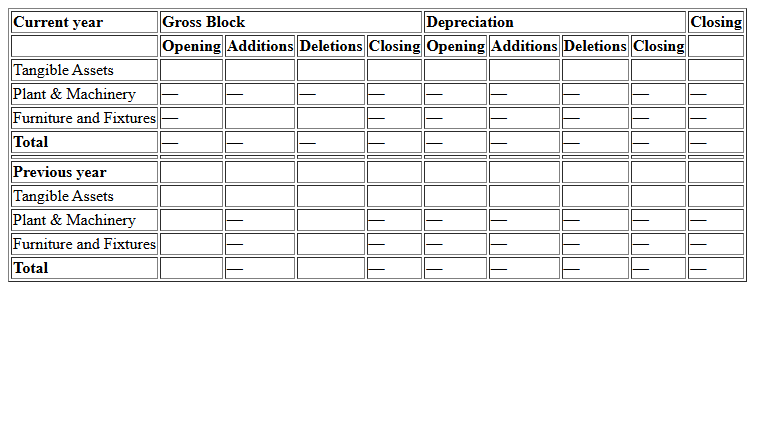 Current year Gross Block Depreciation Closing
Opening Additions Deletions Closing Opening Additions Deletions Closing
Tangible Assets
Plant & Machinery — — — — — — — — —
Furniture and Fixtures — — — — — — —
Total — — — — — — — — —
Previous year
Tangible Assets
Plant & Machinery — — — — — — —
Furniture and Fixtures — — — — — — —
Total — — — — — — —